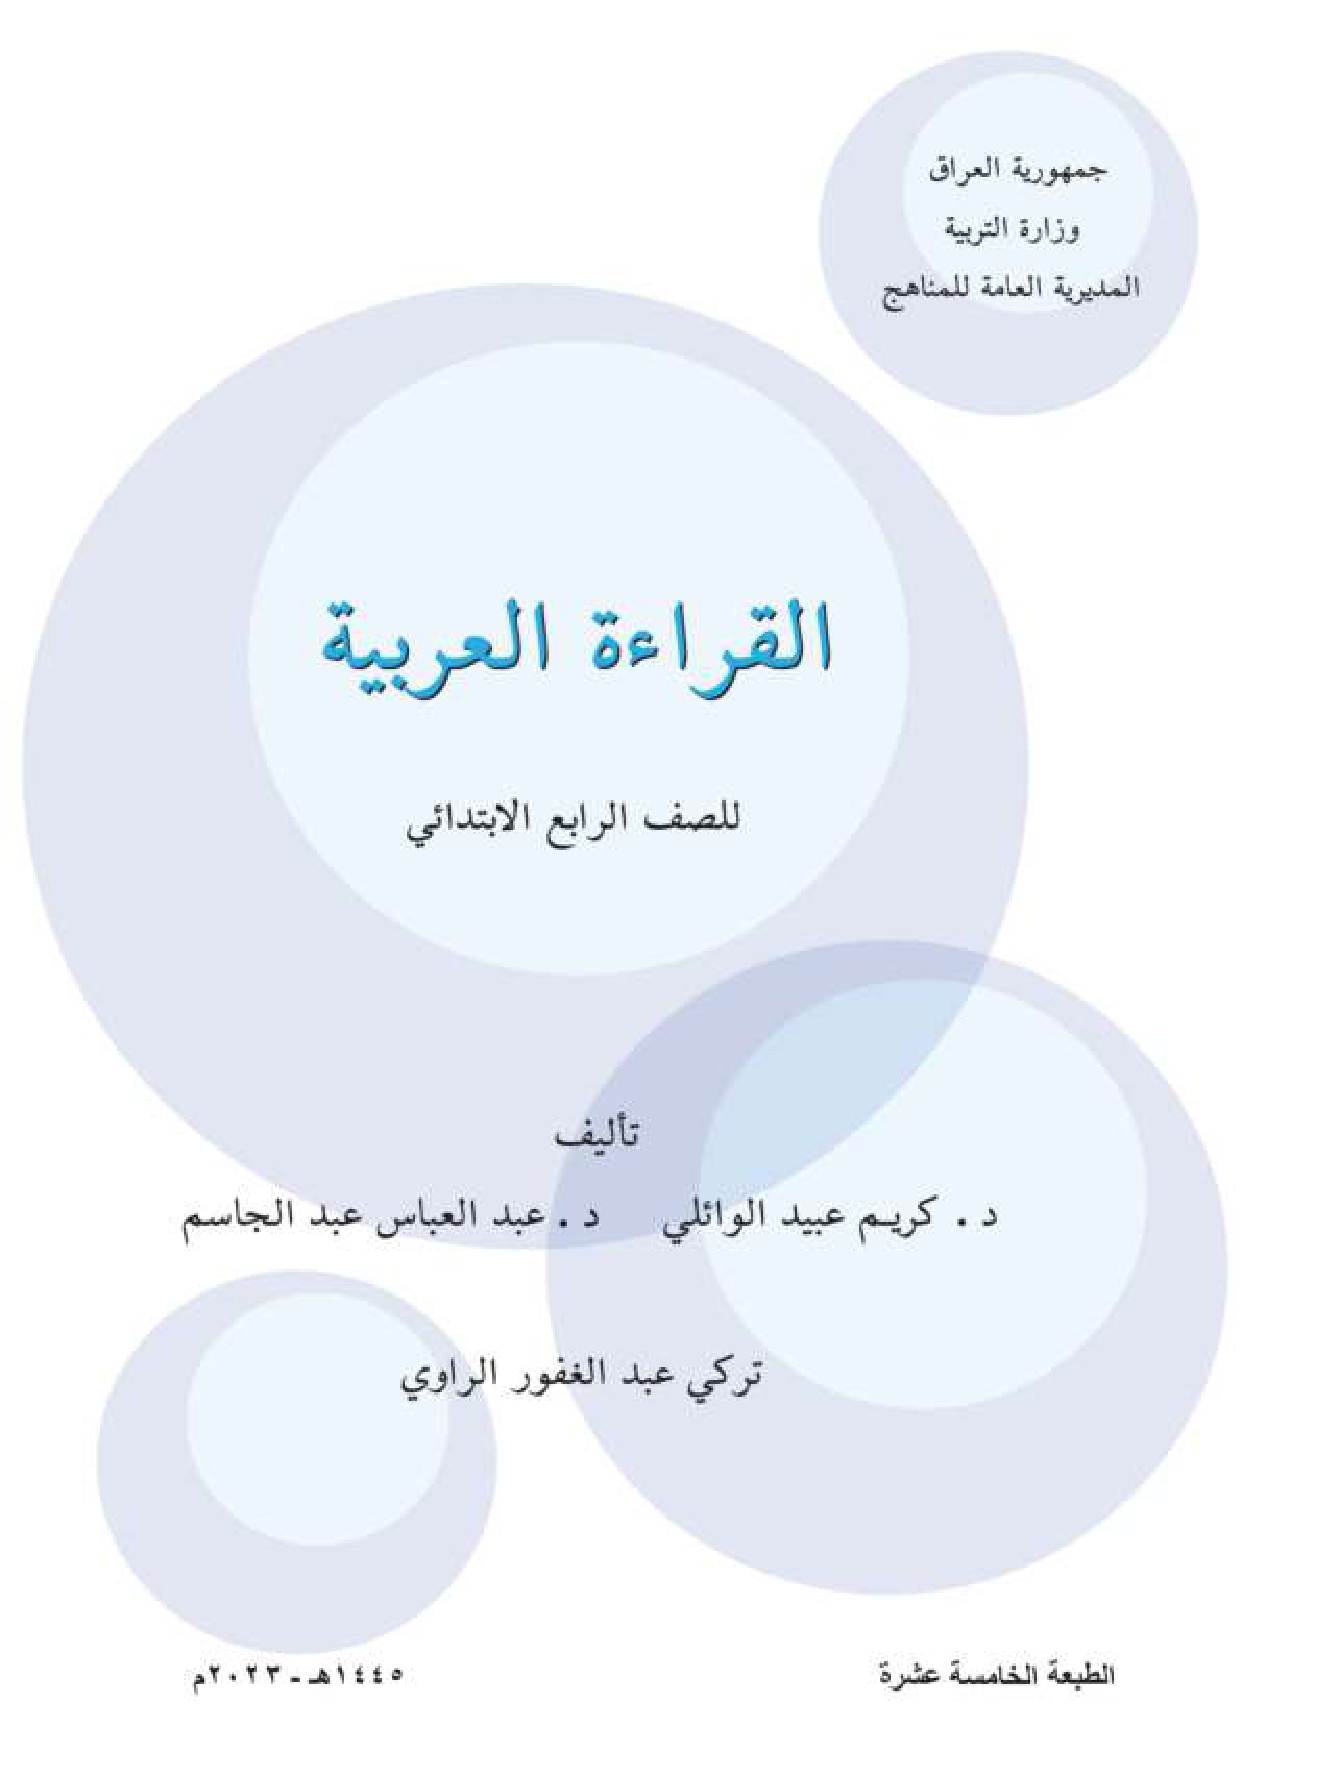 جمهورية العراق
وزارة التربية
المديرية العامة للمناهج
القراءة العربية
للصف الرابع الابتدائي
تأليف
د . كريم عبيد الوائلي د . عبد العباس عبد الجاسم
تركي عبد الغفور الراوي
الطبعة الخامسة عشرة ١٤٤٥هـ - ٢٠٢٣م